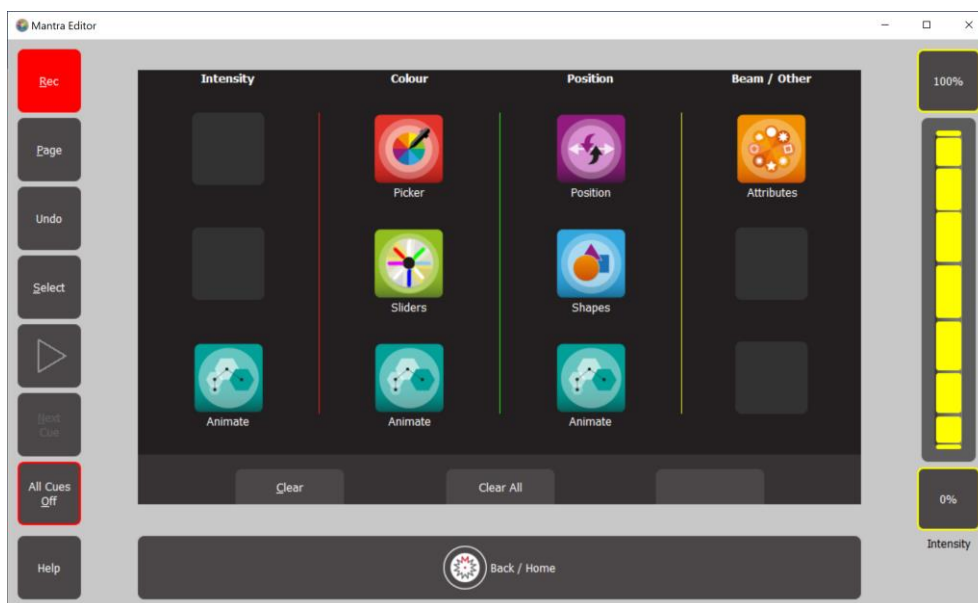 Mantra Editor
Rec
Page
Undo
Select
Next
Cue
All Cues
Off
Help
Intensity
Colour
Position
Beam / Other
Picker
Position
Attributes
Sliders
Shapes
Animate
Animate
Animate
Clear
Clear All
Back / Home
100%
0%
Intensity